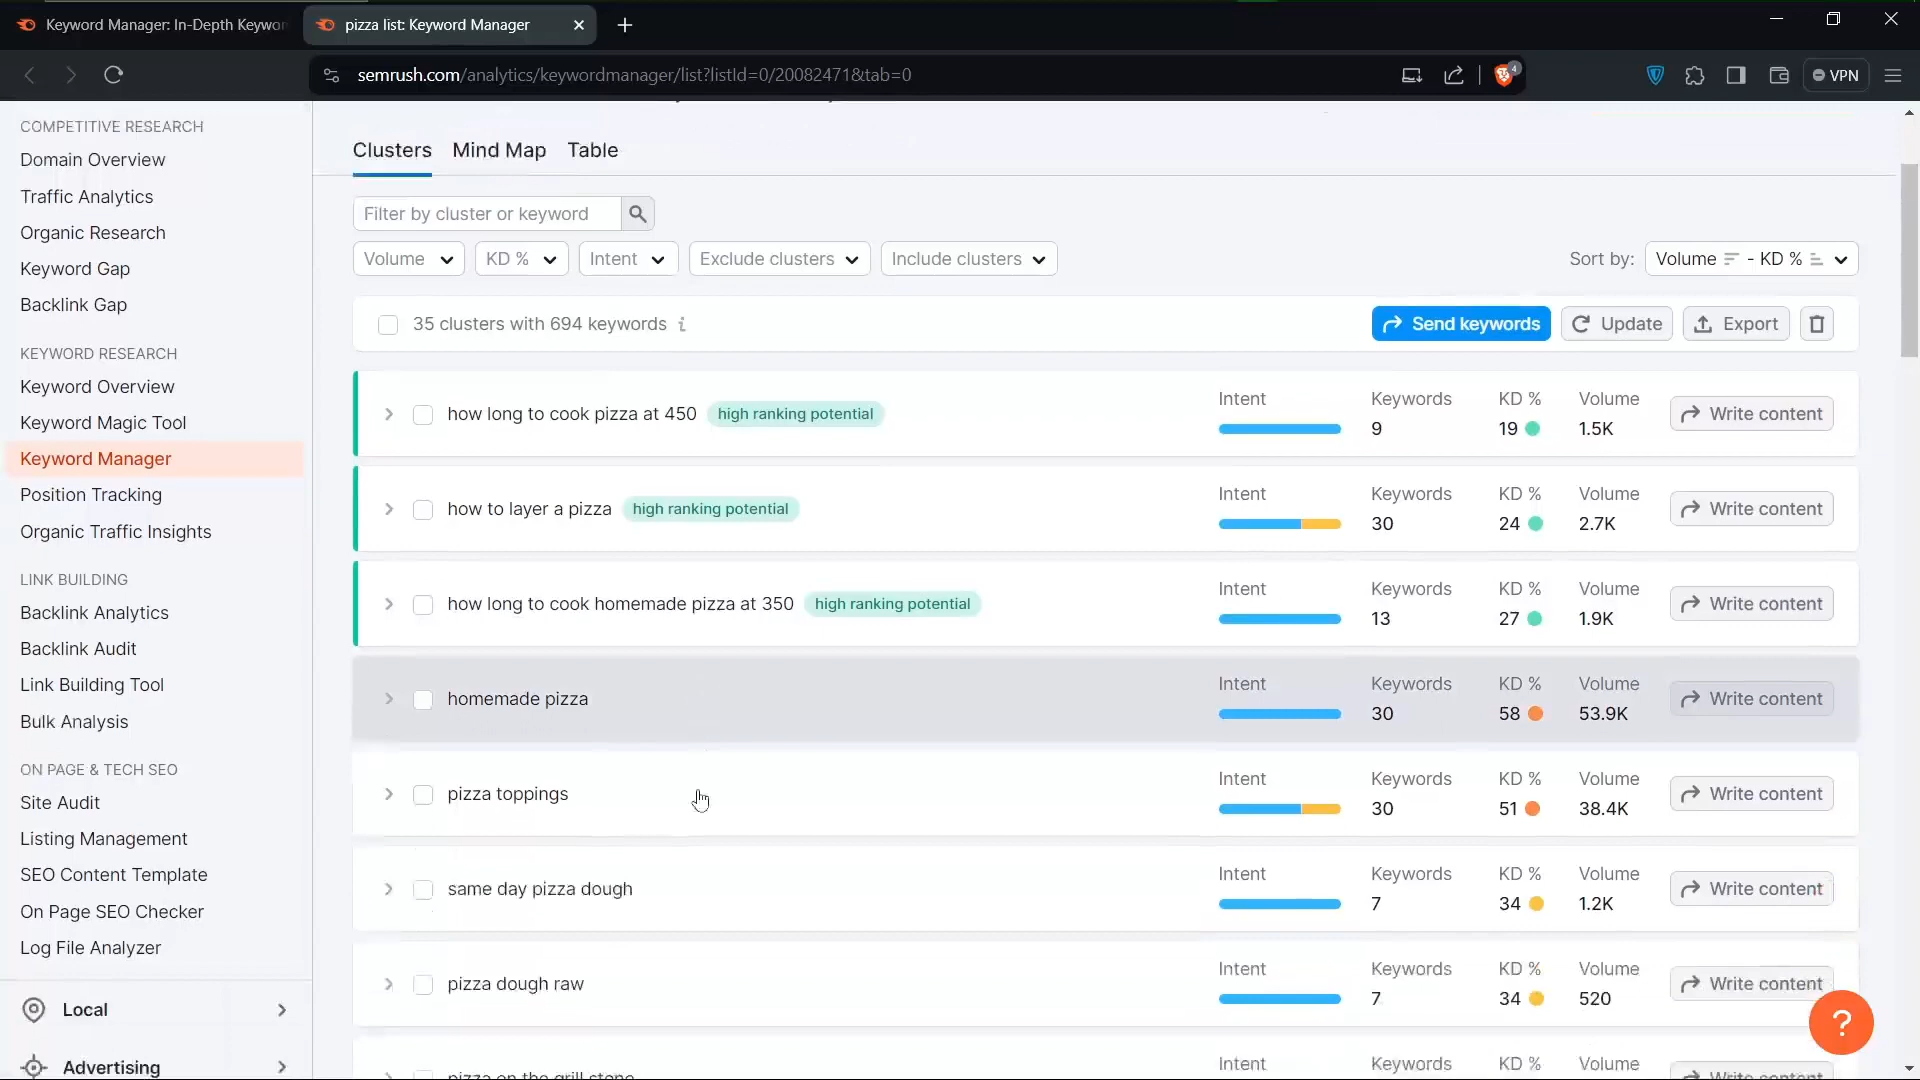 Keyword Manager: In-Depth Keywo
pizza list: Keyword Manager
semrush.com/analytics/keywordmanager/list?listId=0/20082471&tab=0
4
VPN
COMPETITIVE RESEARCH
Domain Overview
Traffic Analytics
Organic Research
Keyword Gap
Backlink Gap
KEYWORD RESEARCH
Keyword Overview
Keyword Magic Tool
Keyword Manager
Position Tracking
Organic Traffic Insights
LINK BUILDING
Backlink Analytics
Backlink Audit
Link Building Tool
Bulk Analysis
ON PAGE & TECH SEO
Site Audit
Listing Management
SEO Content Template
On Page SEO Checker
Log File Analyzer
Local
Advertising
Clusters Mind Map Table
Filter by cluster or keyword
Volume KD % Intent Exclude clusters Include clusters Sort by: Volume - KD %
35 clusters with 694 keywords i Send keywords Update Export
Intent Keywords KD % Volume
how long to cook pizza at 450 high ranking potential Write content
9 19 1.5K
Intent Keywords KD % Volume
how to layer a pizza high ranking potential Write content
30 24 2.7K
Intent Keywords KD % Volume
how long to cook homemade pizza at 350 high ranking potential Write content
13 27 1.9K
Intent Keywords KD % Volume
homemade pizza Write content
30 58 53.9K
Intent Keywords KD % Volume
pizza toppings Write content
30 51 38.4K
Intent Keywords KD % Volume
same day pizza dough Write content
7 34 1.2K
Intent Keywords KD % Volume
pizza dough raw Write content
7 34 520
?
Intent Keywords KD % Volume
pizza on the grill stone Write content